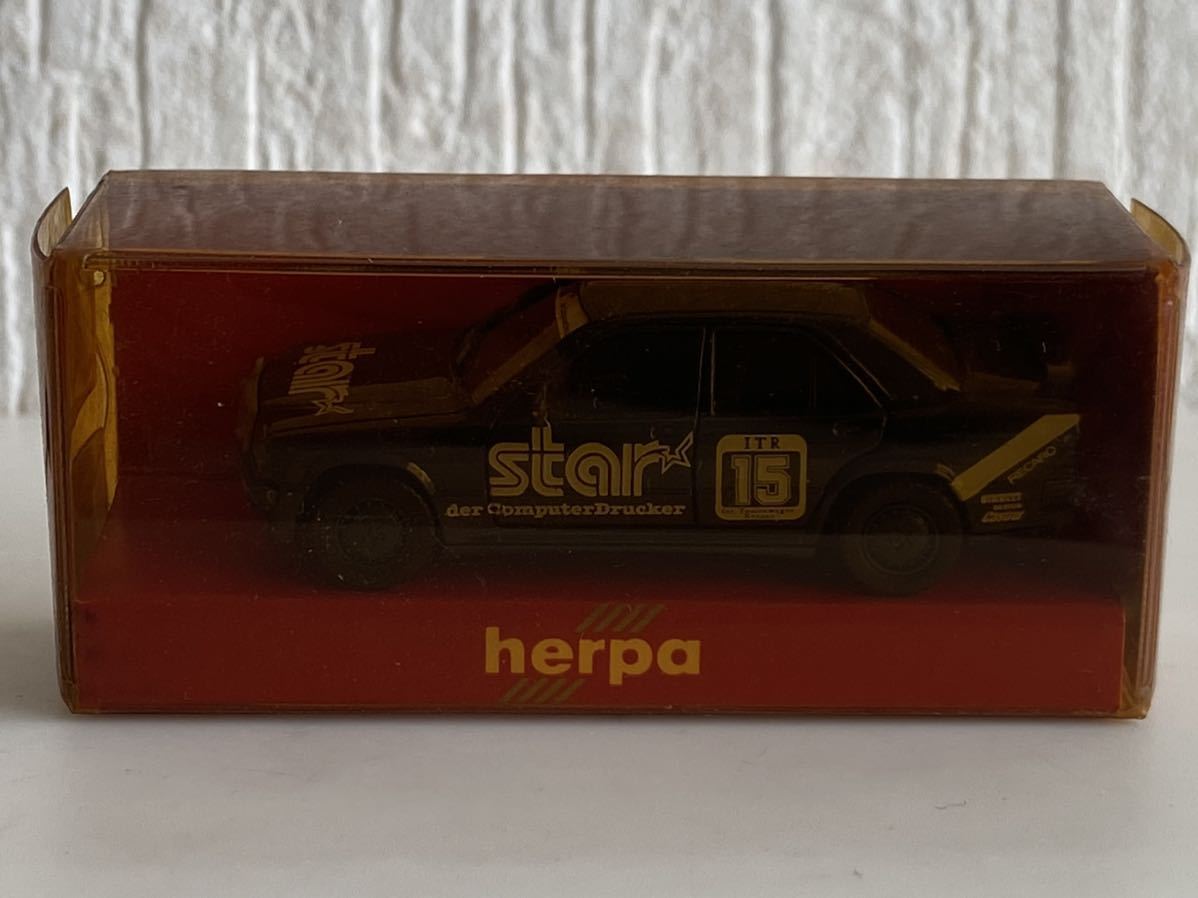 star
star
der ComputerDrucker
ITR
15
RECARO
herpa